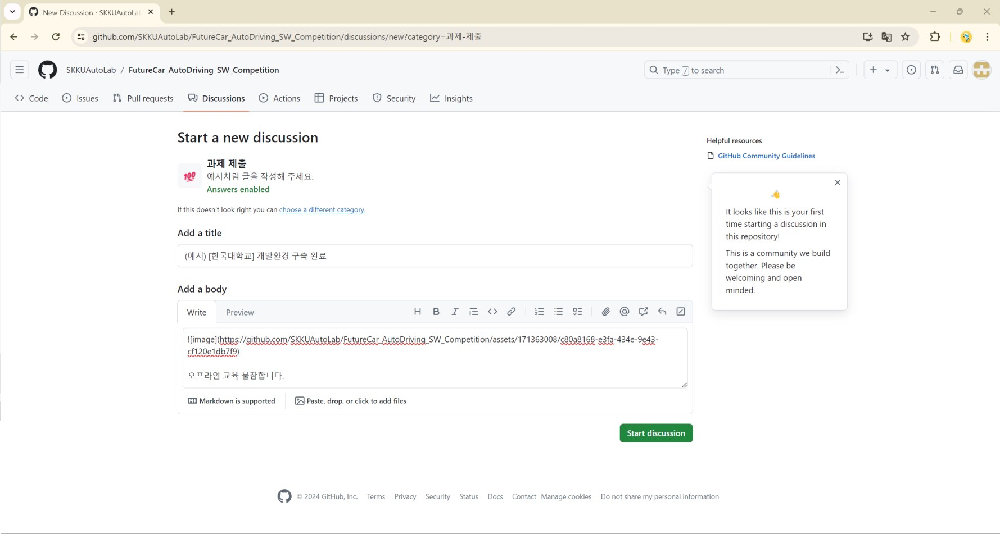 New Discussion · SKKUAutoLa
github.com/SKKUAutoLab/FutureCar_AutoDriving_SW_Competition/discussions/new?category=과제-제출
SKKUAutoLab / FutureCar_AutoDriving_SW_Competition
Type / to search
Code Issues Pull requests Discussions Actions Projects Security Insights
Start a new discussion
💯 과제 제출
예시처럼 글을 작성해 주세요.
Answers enabled
If this doesn't look right you can choose a different category.
Add a title
(예시) [한국대학교] 개발환경 구축 완료
Add a body
Write Preview
![image](https://github.com/SKKUAutoLab/FutureCar_AutoDriving_SW_Competition/assets/171363008/c80a8168-e3fa-434e-9e43-
cf120e1db7f9)
오프라인 교육 불참합니다.
Markdown is supported
Paste, drop, or click to add files
Start discussion
Helpful resources
GitHub Community Guidelines
It looks like this is your first
time starting a discussion in
this repository!
This is a community we build
together. Please be
welcoming and open
minded.
© 2024 GitHub, Inc. Terms Privacy Security Status Docs Contact Manage cookies Do not share my personal information